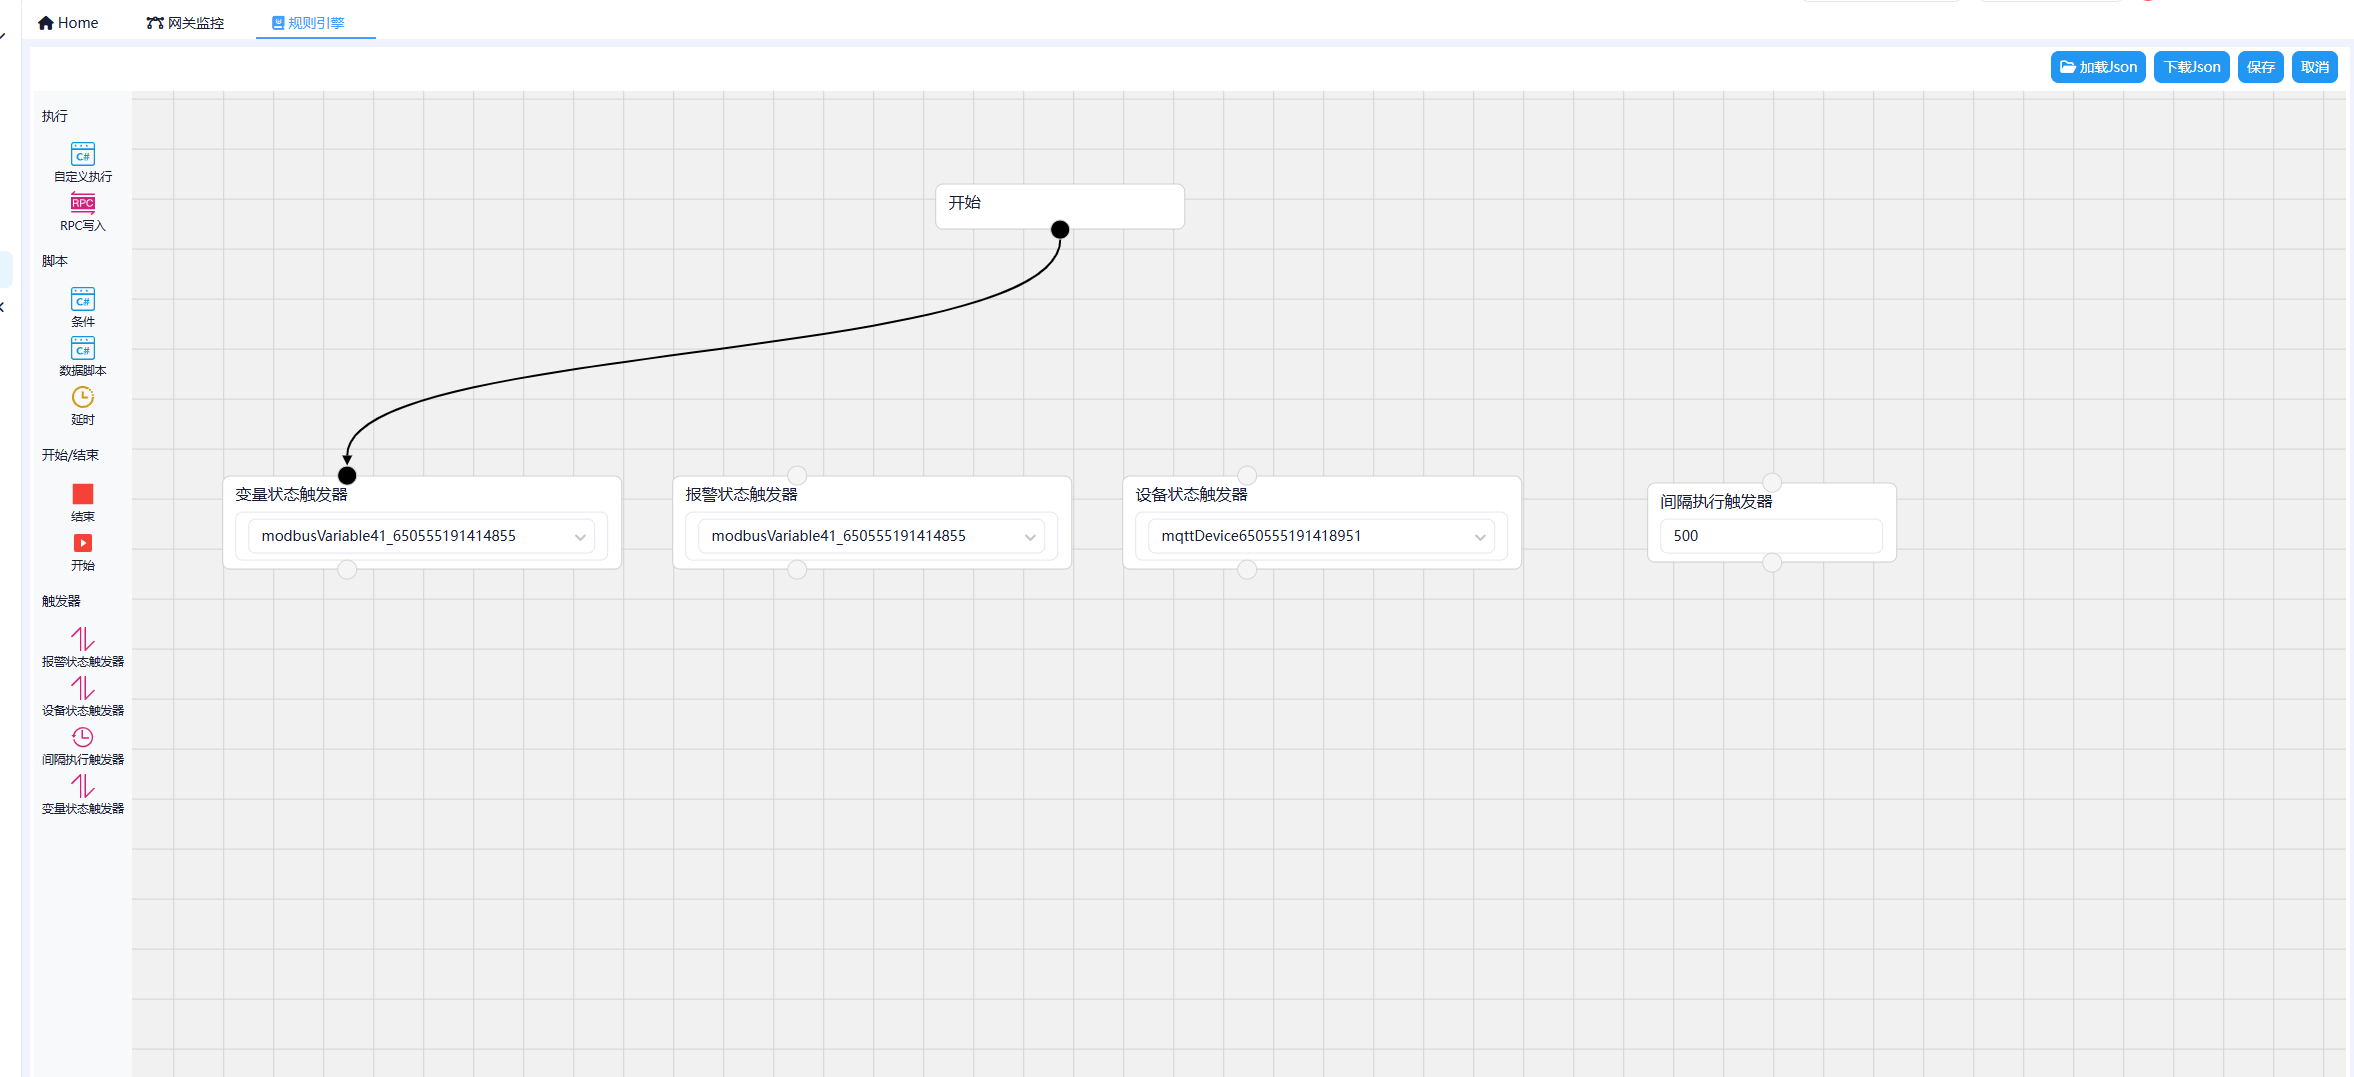 Home
网关监控
规则引擎
加载Json
下载Json
保存
取消
执行
C#
自定义执行
RPC
RPC写入
脚本
C#
条件
C#
数据脚本
延时
开始/结束
结束
开始
触发器
报警状态触发器
设备状态触发器
间隔执行触发器
变量状态触发器
开始
变量状态触发器
modbusVariable41_650555191414855
报警状态触发器
modbusVariable41_650555191414855
设备状态触发器
mqttDevice650555191418951
间隔执行触发器
500